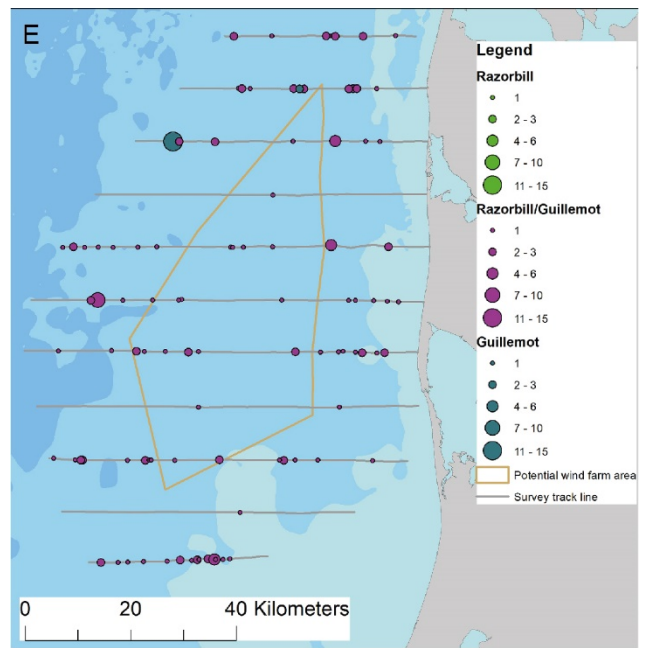 E
Legend
Razorbill
1
2 - 3
4 - 6
7 - 10
11 - 15
Razorbill/Guillemot
1
2 - 3
4 - 6
7 - 10
11 - 15
Guillemot
1
2 - 3
4 - 6
7 - 10
11 - 15
Potential wind farm area
Survey track line
0 20 40 Kilometers